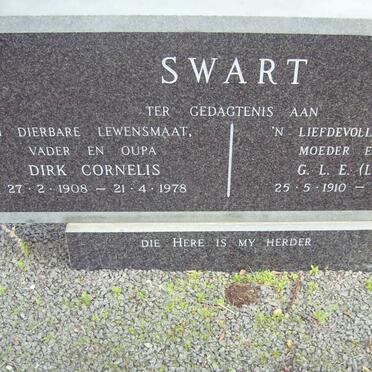 SWART
TER GEDAGTENIS AAN
DIERBARE LEWENSMAAT,
VADER EN OUPA
DIRK CORNELIS
27·2·1908 – 21·4·1978
'N LIEFDEVOLL
MOEDER E
G. L. E. (L
25·5·1910 –
DIE HERE IS MY HERDER